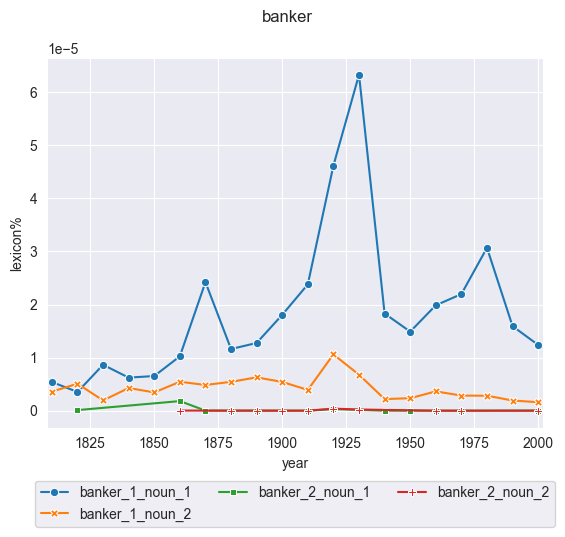 banker
1e−5
6
5
4
3
2
1
0
lexicon%
1825 1850 1875 1900 1925 1950 1975 2000
year
banker_1_noun_1 banker_2_noun_1 banker_2_noun_2
banker_1_noun_2